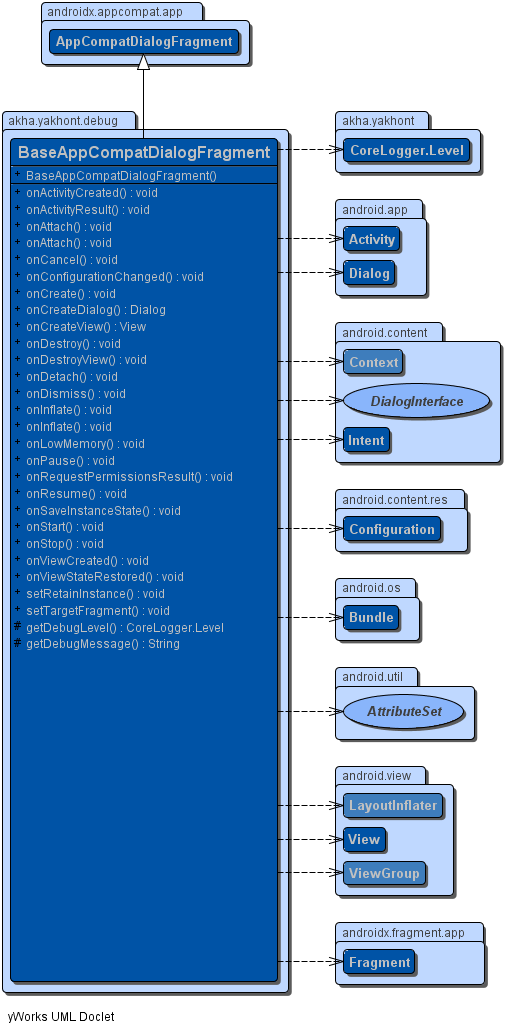 androidx.appcompat.app
AppCompatDialogFragment
akha.yakhont.debug
BaseAppCompatDialogFragment
+ BaseAppCompatDialogFragment()
+ onActivityCreated() : void
+ onActivityResult() : void
+ onAttach() : void
+ onAttach() : void
+ onCancel() : void
+ onConfigurationChanged() : void
+ onCreate() : void
+ onCreateDialog() : Dialog
+ onCreateView() : View
+ onDestroy() : void
+ onDestroyView() : void
+ onDetach() : void
+ onDismiss() : void
+ onInflate() : void
+ onInflate() : void
+ onLowMemory() : void
+ onPause() : void
+ onRequestPermissionsResult() : void
+ onResume() : void
+ onSaveInstanceState() : void
+ onStart() : void
+ onStop() : void
+ onViewCreated() : void
+ onViewStateRestored() : void
+ setRetainInstance() : void
+ setTargetFragment() : void
# getDebugLevel() : CoreLogger.Level
# getDebugMessage() : String
akha.yakhont
CoreLogger.Level
android.app
Activity
Dialog
android.content
Context
DialogInterface
Intent
android.content.res
Configuration
android.os
Bundle
android.util
AttributeSet
android.view
LayoutInflater
View
ViewGroup
androidx.fragment.app
Fragment
yWorks UML Doclet